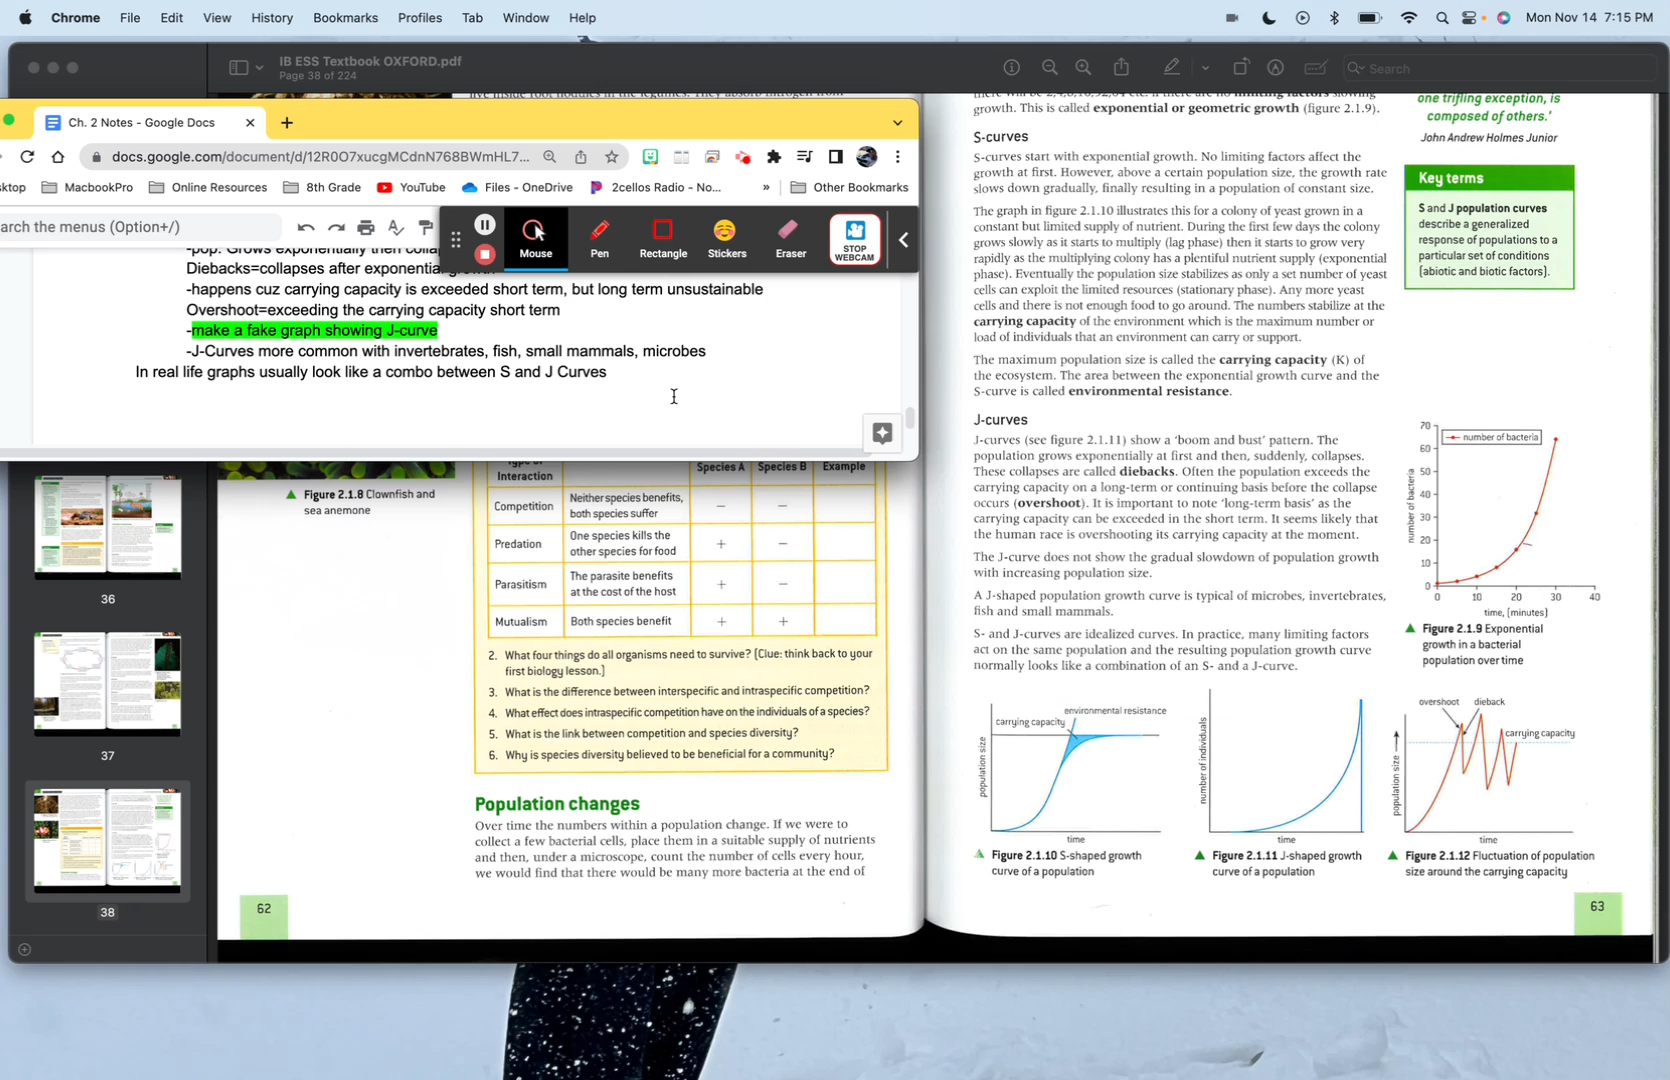 Chrome File Edit View History Bookmarks Profiles Tab Window Help Mon Nov 14 7:15 PM
IB ESS Textbook OXFORD.pdf
Page 38 of 224
Search
Ch. 2 Notes - Google Docs
docs.google.com/document/d/12R0O7xucgMCdnN768BWmHL7...
ktop MacbookPro Online Resources 8th Grade YouTube Files - OneDrive 2cellos Radio - No... » Other Bookmarks
arch the menus (Option+/)
Mouse Pen Rectangle Stickers Eraser STOP WEBCAM
-pop. Grows exponentially then colla
Diebacks=collapses after exponential growth
-happens cuz carrying capacity is exceeded short term, but long term unsustainable
Overshoot=exceeding the carrying capacity short term
-make a fake graph showing J-curve
-J-Curves more common with invertebrates, fish, small mammals, microbes
In real life graphs usually look like a combo between S and J Curves
36
37
38
Figure 2.1.8 Clownfish and
sea anemone
Interaction Species A Species B Example
Competition Neither species benefits, both species suffer – –
Predation One species kills the other species for food + –
Parasitism The parasite benefits at the cost of the host + –
Mutualism Both species benefit + +
2. What four things do all organisms need to survive? (Clue: think back to your
first biology lesson.)
3. What is the difference between interspecific and intraspecific competition?
4. What effect does intraspecific competition have on the individuals of a species?
5. What is the link between competition and species diversity?
6. Why is species diversity believed to be beneficial for a community?
Population changes
Over time the numbers within a population change. If we were to
collect a few bacterial cells, place them in a suitable supply of nutrients
and then, under a microscope, count the number of cells every hour,
we would find that there would be many more bacteria at the end of
62
growth. This is called exponential or geometric growth (figure 2.1.9).
S-curves
S-curves start with exponential growth. No limiting factors affect the
growth at first. However, above a certain population size, the growth rate
slows down gradually, finally resulting in a population of constant size.
The graph in figure 2.1.10 illustrates this for a colony of yeast grown in a
constant but limited supply of nutrient. During the first few days the colony
grows slowly as it starts to multiply (lag phase) then it starts to grow very
rapidly as the multiplying colony has a plentiful nutrient supply (exponential
phase). Eventually the population size stabilizes as only a set number of yeast
cells can exploit the limited resources (stationary phase). Any more yeast
cells and there is not enough food to go around. The numbers stabilize at the
carrying capacity of the environment which is the maximum number or
load of individuals that an environment can carry or support.
The maximum population size is called the carrying capacity (K) of
the ecosystem. The area between the exponential growth curve and the
S-curve is called environmental resistance.
J-curves
J-curves (see figure 2.1.11) show a 'boom and bust' pattern. The
population grows exponentially at first and then, suddenly, collapses.
These collapses are called diebacks. Often the population exceeds the
carrying capacity on a long-term or continuing basis before the collapse
occurs (overshoot). It is important to note 'long-term basis' as the
carrying capacity can be exceeded in the short term. It seems likely that
the human race is overshooting its carrying capacity at the moment.
The J-curve does not show the gradual slowdown of population growth
with increasing population size.
A J-shaped population growth curve is typical of microbes, invertebrates,
fish and small mammals.
S- and J-curves are idealized curves. In practice, many limiting factors
act on the same population and the resulting population growth curve
normally looks like a combination of an S- and a J-curve.
one trifling exception, is
composed of others.'
John Andrew Holmes Junior
Key terms
S and J population curves
describe a generalized
response of populations to a
particular set of conditions
(abiotic and biotic factors).
number of bacteria
number of bacteria
70
60
50
40
30
20
10
0
0 10 20 30 40
time, (minutes)
Figure 2.1.9 Exponential
growth in a bacterial
population over time
environmental resistance
carrying capacity
population size
time
Figure 2.1.10 S-shaped growth
curve of a population
number of individuals
time
Figure 2.1.11 J-shaped growth
curve of a population
overshoot dieback
carrying capacity
population size
time
Figure 2.1.12 Fluctuation of population
size around the carrying capacity
63